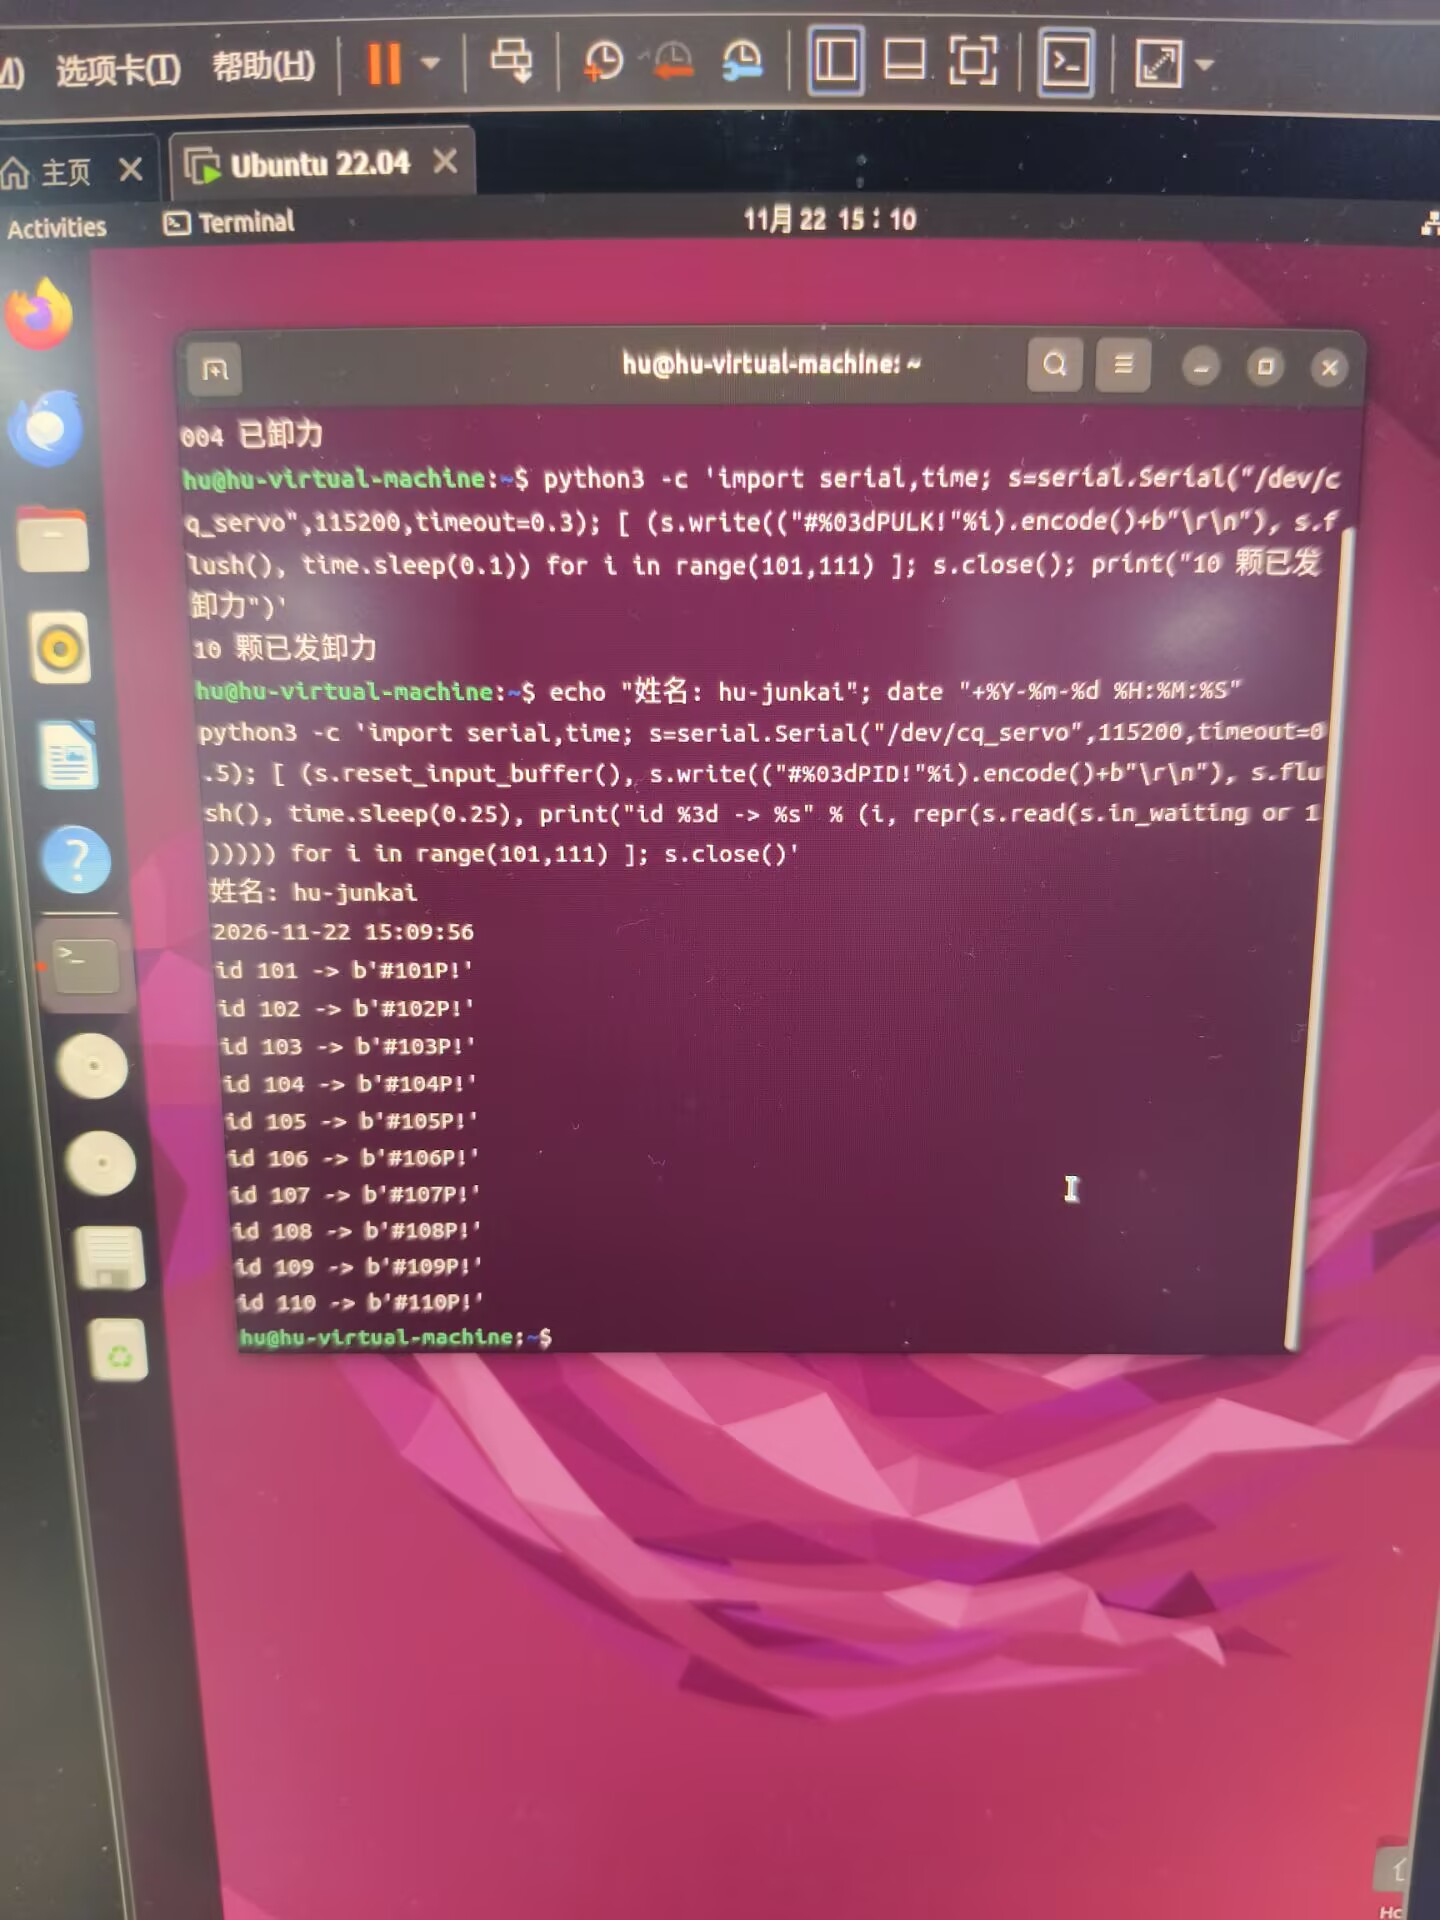 选项卡(T) 帮助(H)
主页 Ubuntu 22.04
Activities Terminal 11月 22 15:10
hu@hu-virtual-machine: ~
004 已卸力
hu@hu-virtual-machine:~$ python3 -c 'import serial,time; s=serial.Serial("/dev/c
q_servo",115200,timeout=0.3); [ (s.write(("#%03dPULK!"%i).encode()+b"\r\n"), s.f
lush(), time.sleep(0.1)) for i in range(101,111) ]; s.close(); print("10 颗已发
卸力")'
10 颗已发卸力
hu@hu-virtual-machine:~$ echo "姓名: hu-junkai"; date "+%Y-%m-%d %H:%M:%S"
python3 -c 'import serial,time; s=serial.Serial("/dev/cq_servo",115200,timeout=0
.5); [ (s.reset_input_buffer(), s.write(("#%03dPID!"%i).encode()+b"\r\n"), s.flu
sh(), time.sleep(0.25), print("id %3d -> %s" % (i, repr(s.read(s.in_waiting or 1
))))) for i in range(101,111) ]; s.close()'
姓名: hu-junkai
2026-11-22 15:09:56
id 101 -> b'#101P!'
id 102 -> b'#102P!'
id 103 -> b'#103P!'
id 104 -> b'#104P!'
id 105 -> b'#105P!'
id 106 -> b'#106P!'
id 107 -> b'#107P!'
id 108 -> b'#108P!'
id 109 -> b'#109P!'
id 110 -> b'#110P!'
hu@hu-virtual-machine:~$